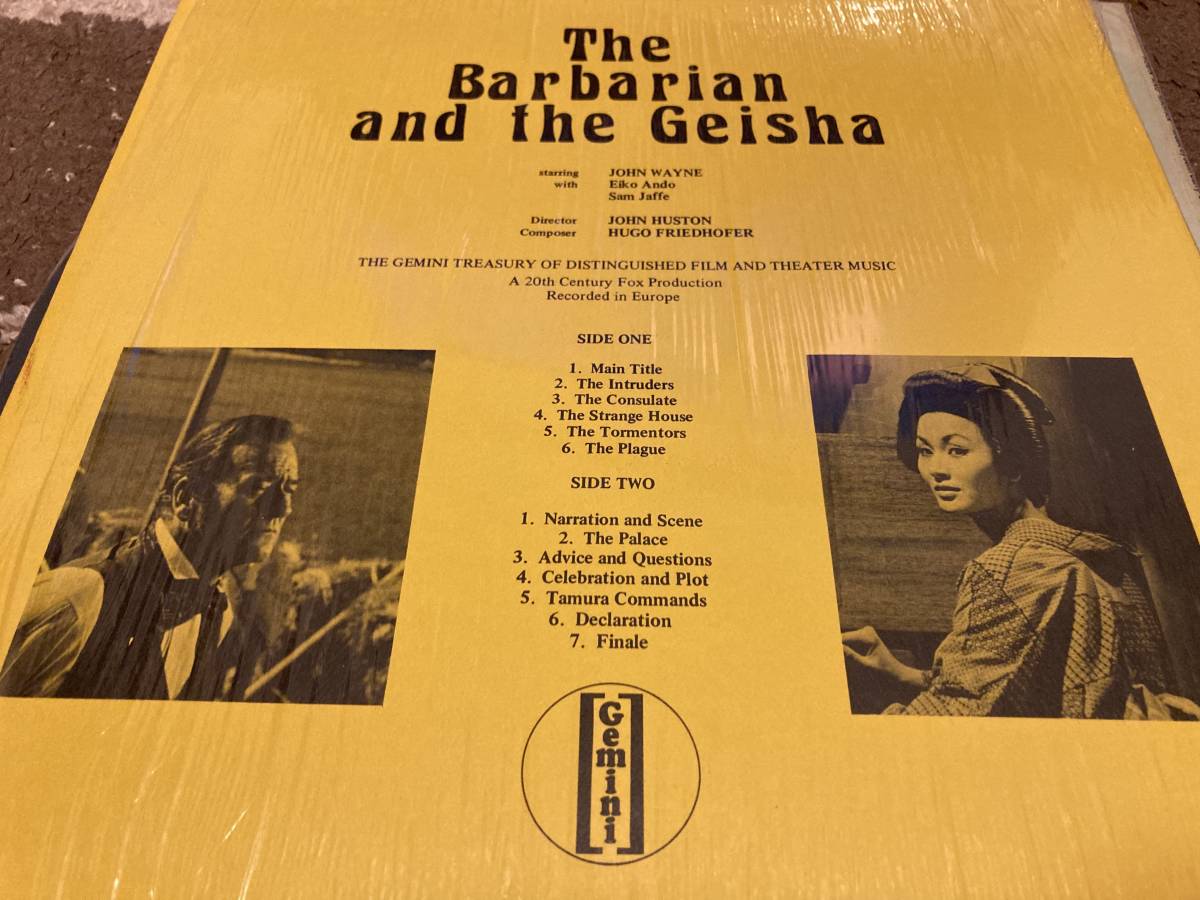 The
Barbarian
and the Geisha
starring JOHN WAYNE
with Eiko Ando
Sam Jaffe
Director JOHN HUSTON
Composer HUGO FRIEDHOFER
THE GEMINI TREASURY OF DISTINGUISHED FILM AND THEATER MUSIC
A 20th Century Fox Production
Recorded in Europe
SIDE ONE
1. Main Title
2. The Intruders
3. The Consulate
4. The Strange House
5. The Tormentors
6. The Plague
SIDE TWO
1. Narration and Scene
2. The Palace
3. Advice and Questions
4. Celebration and Plot
5. Tamura Commands
6. Declaration
7. Finale
Gemini